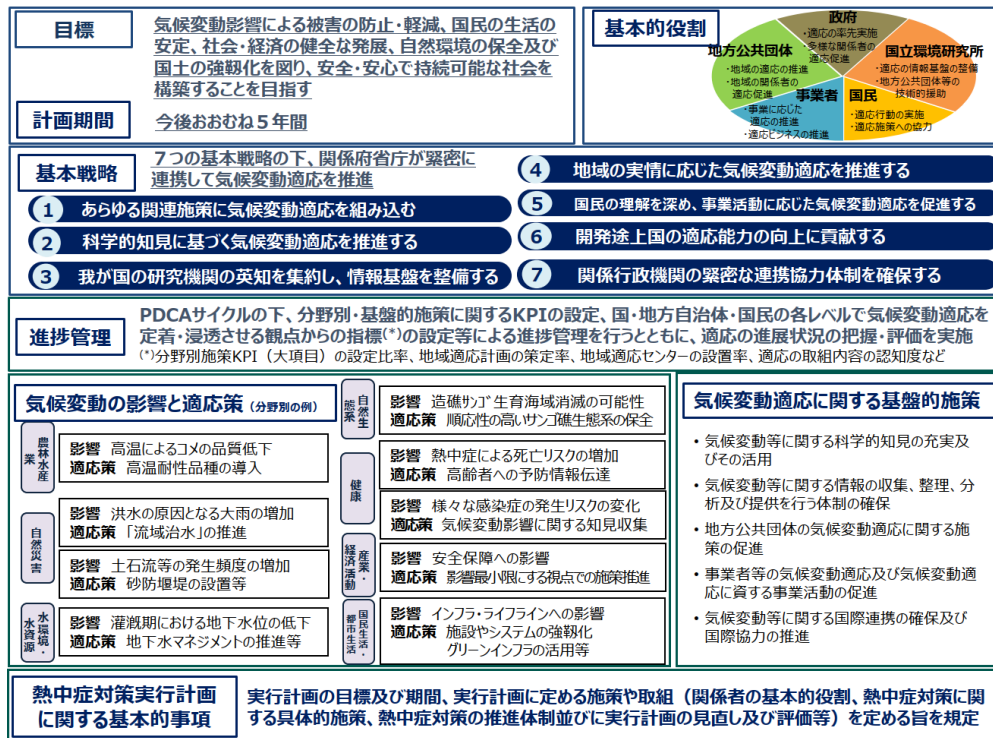 目標
気候変動影響による被害の防止・軽減、国民の生活の
安定、社会・経済の健全な発展、自然環境の保全及び
国土の強靱化を図り、安全・安心で持続可能な社会を
構築することを目指す
計画期間
今後おおむね５年間
基本的役割
政府
・適応の率先実施
・多様な関係者の
適応促進
地方公共団体
・地域の適応の推進
・地域の関係者の
適応促進
国立環境研究所
・適応の情報基盤の整備
・地方公共団体等の
技術的援助
事業者
・事業に応じた
適応の推進
・適応ビジネスの推進
国民
・適応行動の実施
・適応施策への協力
基本戦略
７つの基本戦略の下、関係府省庁が緊密に
連携して気候変動適応を推進
1 あらゆる関連施策に気候変動適応を組み込む
2 科学的知見に基づく気候変動適応を推進する
3 我が国の研究機関の英知を集約し、情報基盤を整備する
4 地域の実情に応じた気候変動適応を推進する
5 国民の理解を深め、事業活動に応じた気候変動適応を促進する
6 開発途上国の適応能力の向上に貢献する
7 関係行政機関の緊密な連携協力体制を確保する
進捗管理
PDCAサイクルの下、分野別・基盤的施策に関するKPIの設定、国・地方自治体・国民の各レベルで気候変動適応を
定着・浸透させる観点からの指標(*)の設定等による進捗管理を行うとともに、適応の進展状況の把握・評価を実施
(*)分野別施策KPI（大項目）の設定比率、地域適応計画の策定率、地域適応センターの設置率、適応の取組内容の認知度など
気候変動の影響と適応策（分野別の例）
農林水産業
影響 高温によるコメの品質低下
適応策 高温耐性品種の導入
自然災害
影響 洪水の原因となる大雨の増加
適応策 「流域治水」の推進
影響 土石流等の発生頻度の増加
適応策 砂防堰堤の設置等
水環境・水資源
影響 灌漑期における地下水位の低下
適応策 地下水マネジメントの推進等
自然生態系
影響 造礁サンゴ生育海域消滅の可能性
適応策 順応性の高いサンゴ礁生態系の保全
健康
影響 熱中症による死亡リスクの増加
適応策 高齢者への予防情報伝達
影響 様々な感染症の発生リスクの変化
適応策 気候変動影響に関する知見収集
産業・経済活動
影響 安全保障への影響
適応策 影響最小限にする視点での施策推進
国民生活・都市生活
影響 インフラ・ライフラインへの影響
適応策 施設やシステムの強靱化
グリーンインフラの活用等
気候変動適応に関する基盤的施策
• 気候変動等に関する科学的知見の充実及
びその活用
• 気候変動等に関する情報の収集、整理、分
析及び提供を行う体制の確保
• 地方公共団体の気候変動適応に関する施
策の促進
• 事業者等の気候変動適応及び気候変動適
応に資する事業活動の促進
• 気候変動等に関する国際連携の確保及び
国際協力の推進
熱中症対策実行計画
に関する基本的事項
実行計画の目標及び期間、実行計画に定める施策や取組（関係者の基本的役割、熱中症対策に関
する具体的施策、熱中症対策の推進体制並びに実行計画の見直し及び評価等）を定める旨を規定